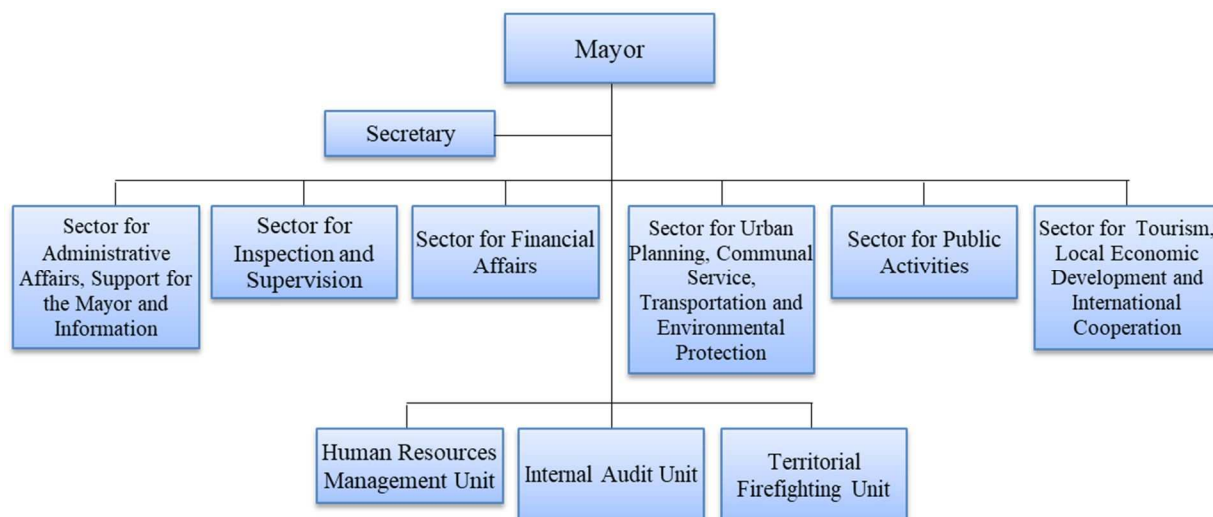 Mayor
Secretary
Sector for
Administrative
Affairs, Support for
the Mayor and
Information
Sector for
Inspection and
Supervision
Sector for Financial
Affairs
Sector for Urban
Planning, Communal
Service,
Transportation and
Environmental
Protection
Sector for Public
Activities
Sector for Tourism,
Local Economic
Development and
International
Cooperation
Human Resources
Management Unit
Internal Audit Unit
Territorial
Firefighting Unit